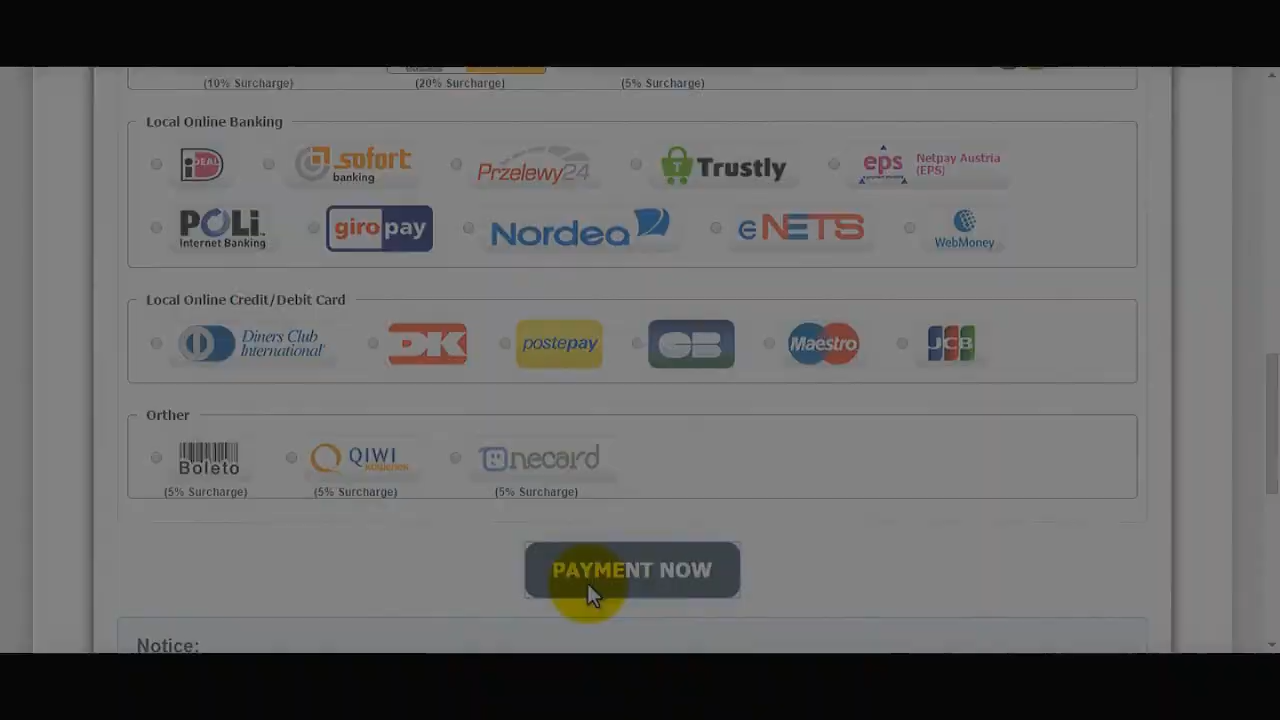 (10% Surcharge) (20% Surcharge) (5% Surcharge)
Local Online Banking
iDEAL SOFORT banking Przelewy24 Trustly eps Netpay Austria (EPS)
POLi Internet Banking giropay Nordea eNETS WebMoney
Local Online Credit/Debit Card
Diners Club International DK postepay CB Maestro JCB
Orther
Boleto QIWI onecard
(5% Surcharge) (5% Surcharge) (5% Surcharge)
PAYMENT NOW
Notice: